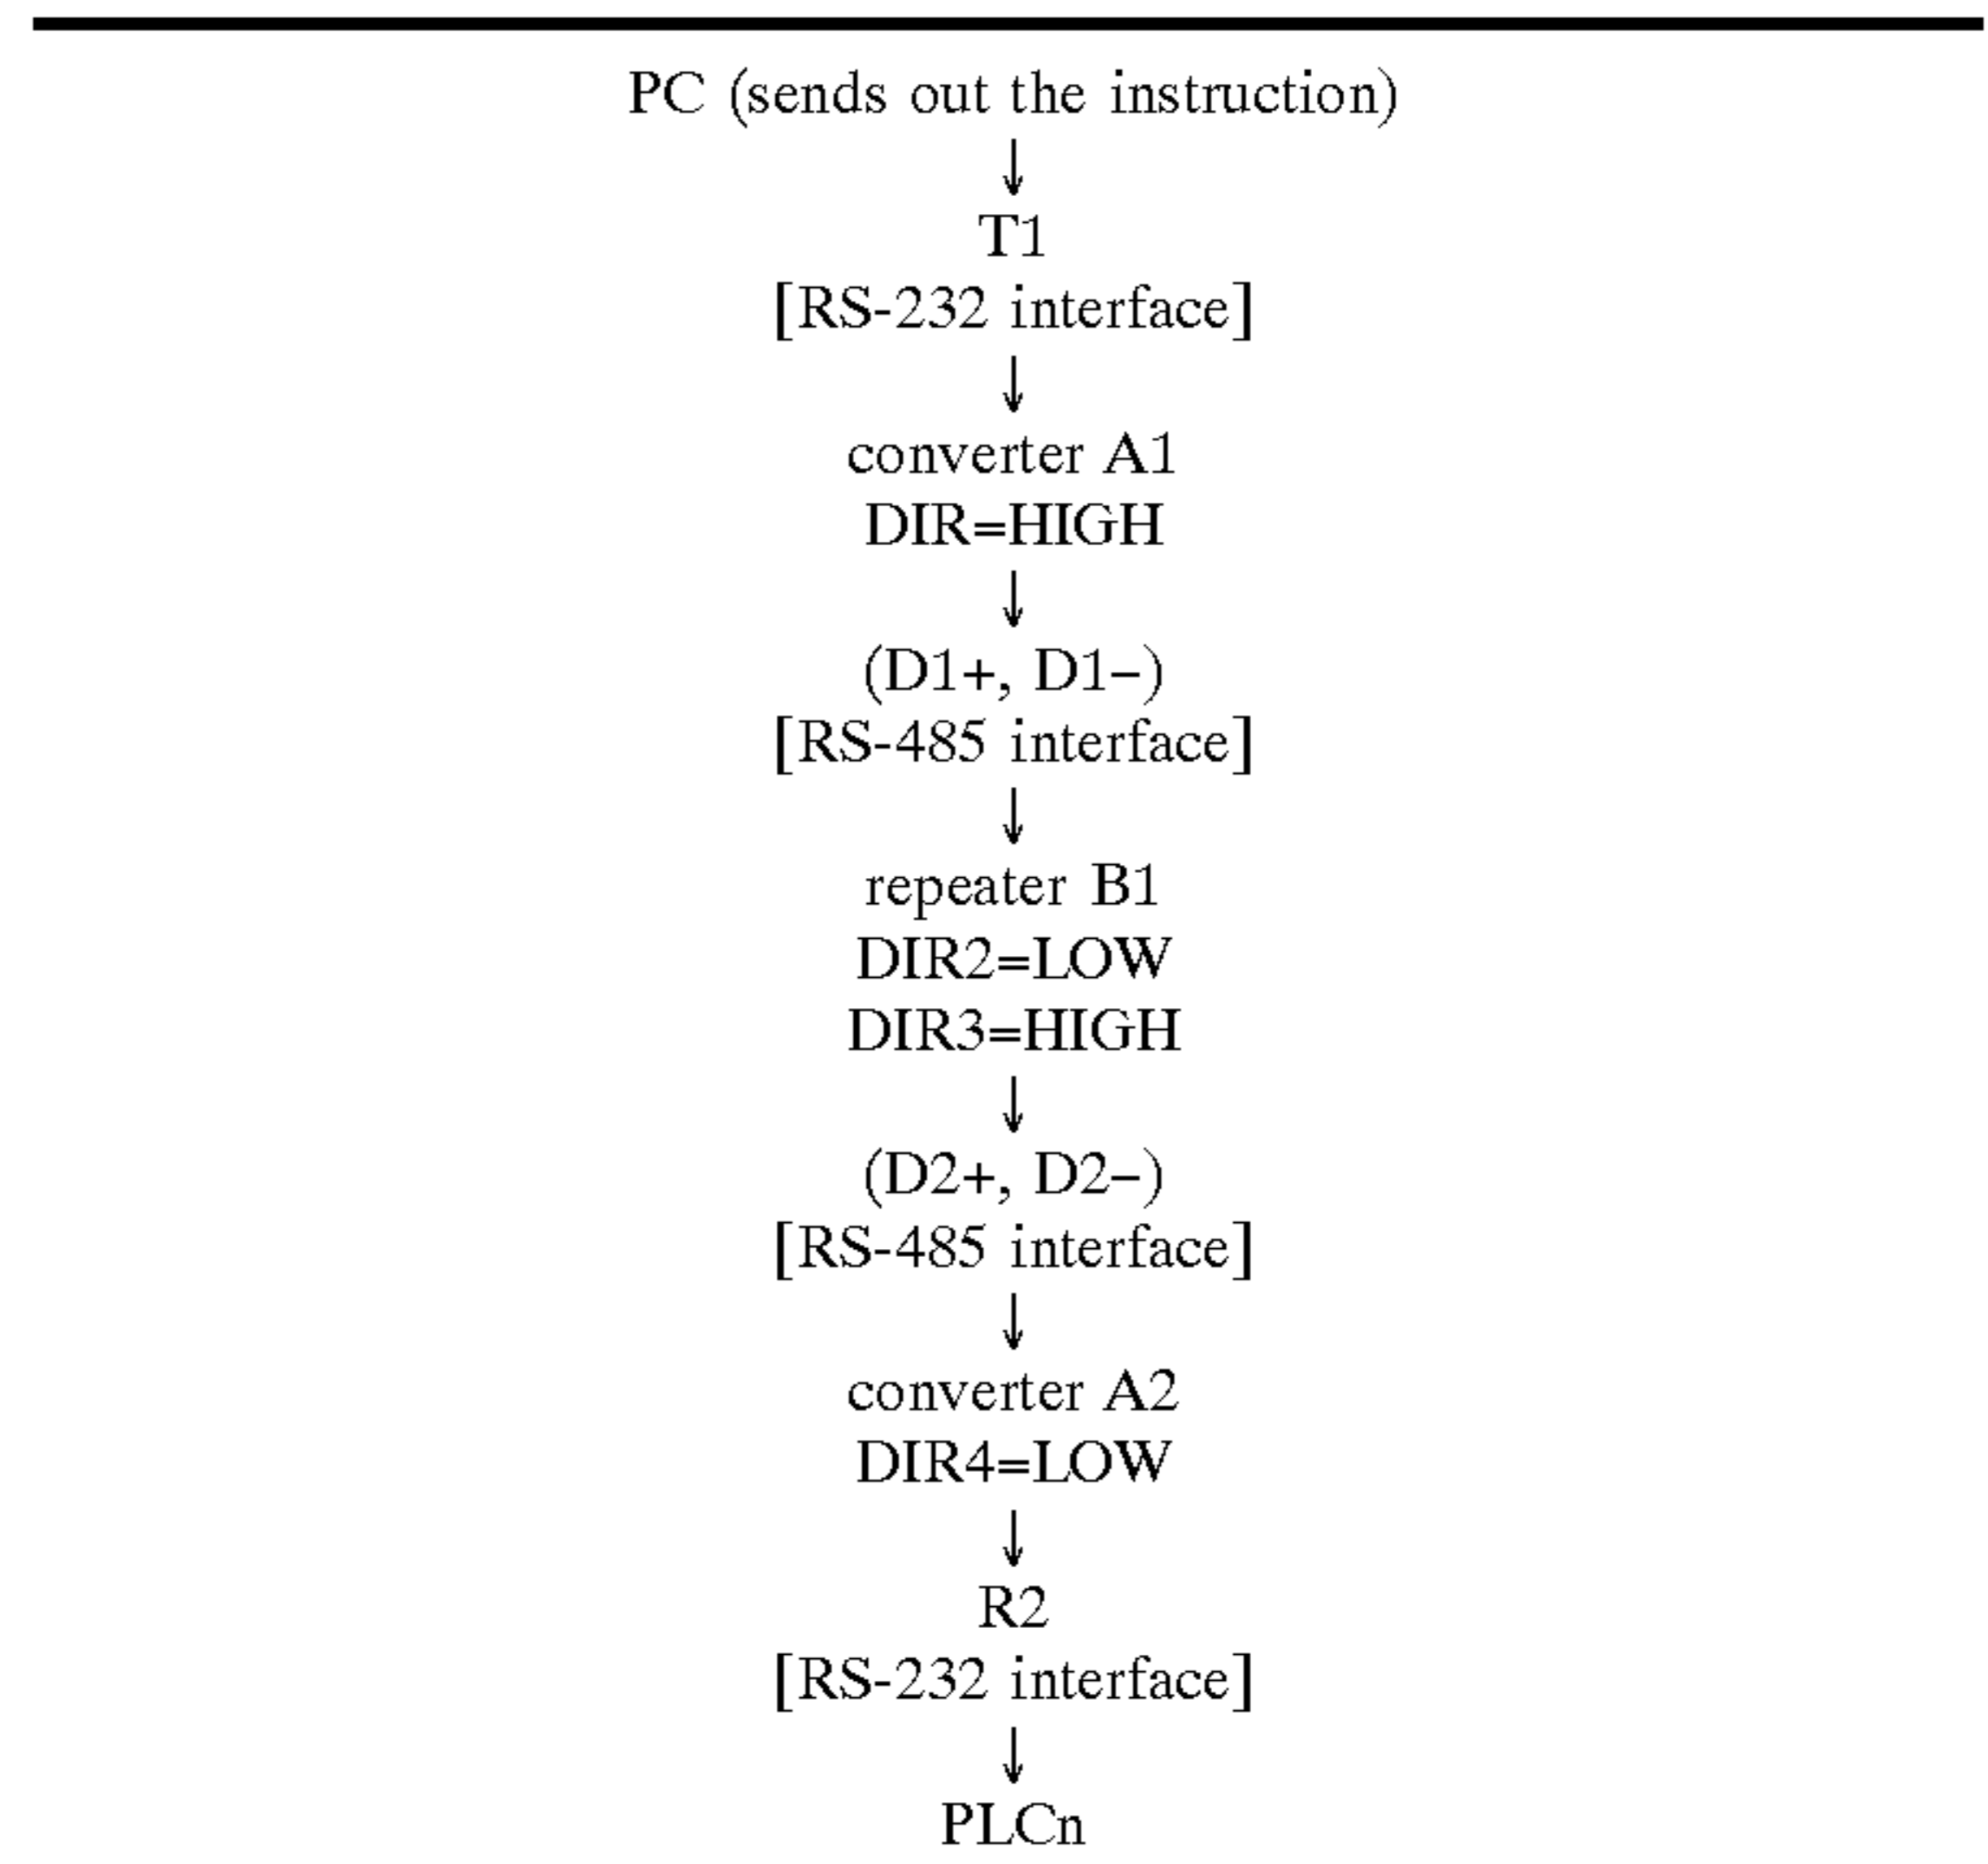 PC (sends out the instruction)
↓
T1
[RS-232 interface]
↓
converter A1
DIR=HIGH
↓
(D1+, D1−)
[RS-485 interface]
↓
repeater B1
DIR2=LOW
DIR3=HIGH
↓
(D2+, D2−)
[RS-485 interface]
↓
converter A2
DIR4=LOW
↓
R2
[RS-232 interface]
↓
PLCn